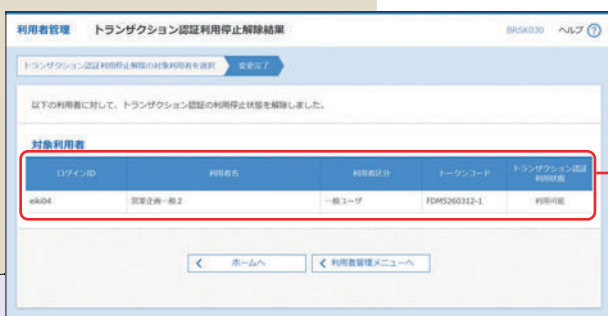 利用者管理 トランザクション認証利用停止解除結果 BRSK030 ヘルプ ?
トランザクション認証利用停止解除の対象利用者を選択 変更完了
以下の利用者に対して、トランザクション認証の利用停止状態を解除しました。
対象利用者
ログインID 利用者名 利用者区分 トークンコード トランザクション認証
利用状態
eiki04 営業企画一般2 一般ユーザ FDM5260312-1 利用可能
ホームへ 利用者管理メニューへ